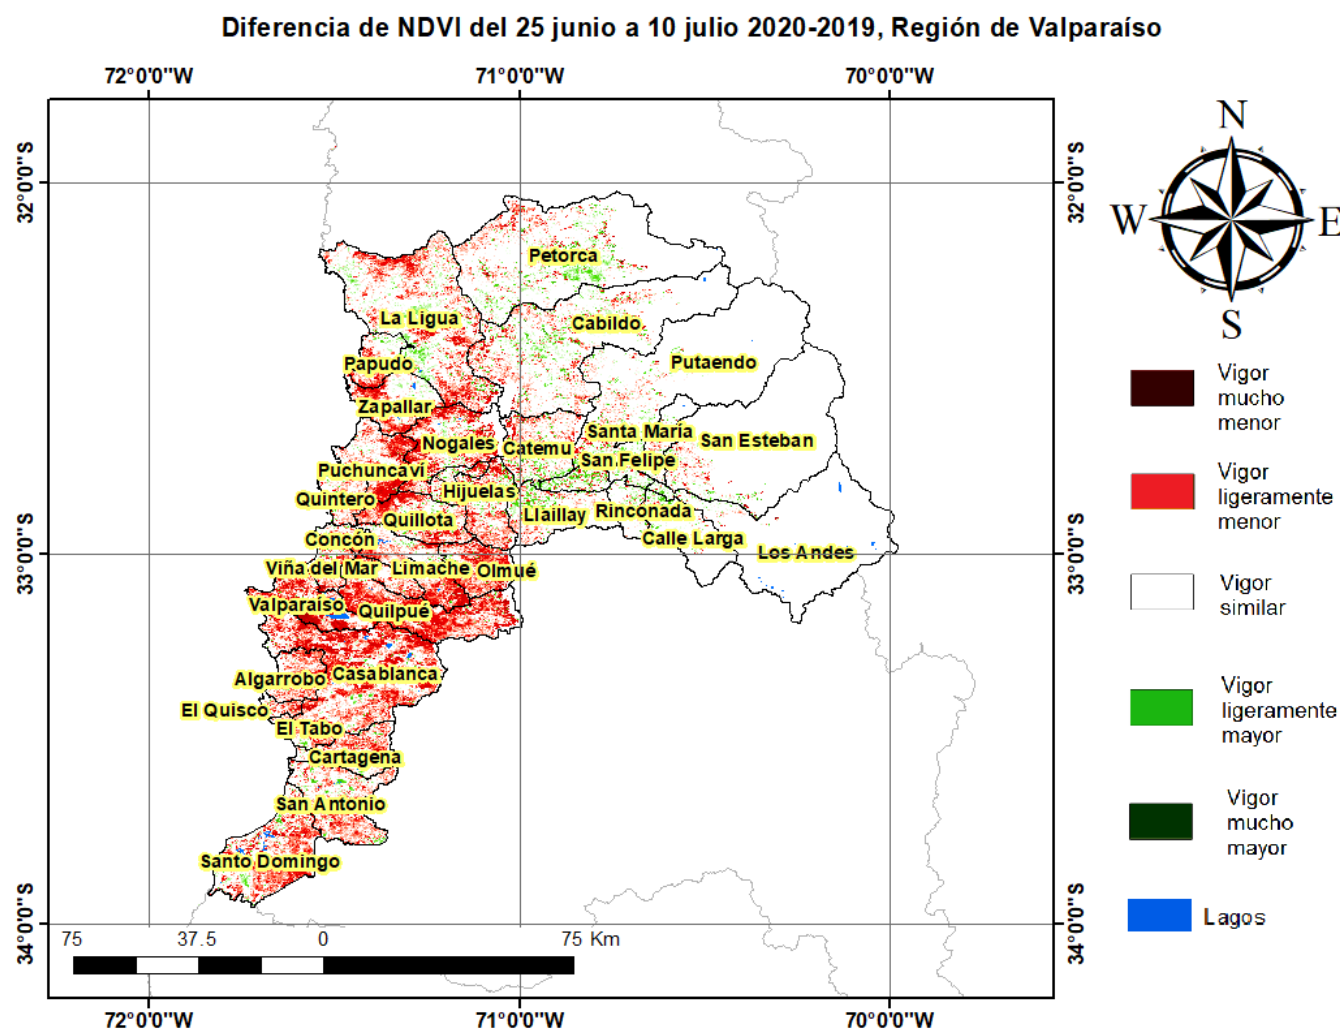 Diferencia de NDVI del 25 junio a 10 julio 2020-2019, Región de Valparaíso
72°0'0"W 71°0'0"W 70°0'0"W
32°0'0"S 32°0'0"S
33°0'0"S 33°0'0"S
34°0'0"S 34°0'0"S
Petorca
La Ligua
Cabildo
Papudo
Putaendo
Zapallar
Nogales
Catemu
Santa María
San Esteban
Puchuncaví
San Felipe
Quintero
Hijuelas
Quillota
Llaillay
Rinconada
Concón
Calle Larga
Los Andes
Viña del Mar
Limache
Olmué
Valparaíso
Quilpué
Algarrobo
Casablanca
El Quisco
El Tabo
Cartagena
San Antonio
Santo Domingo
75 37.5 0 75 Km
72°0'0"W 71°0'0"W 70°0'0"W
N
W E
S
Vigor
mucho
menor
Vigor
ligeramente
menor
Vigor
similar
Vigor
ligeramente
mayor
Vigor
mucho
mayor
Lagos